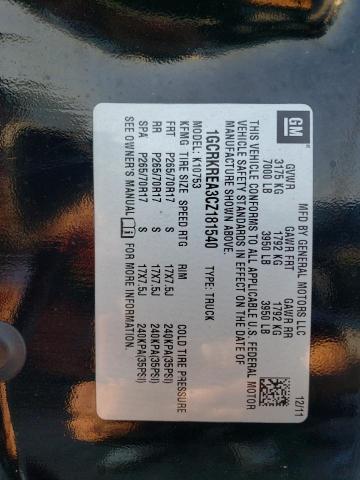 GM
MFD BY GENERAL MOTORS LLC 12/11
GVWR GAWR FRT GAWR RR
3175 KG 1792 KG 1792 KG
7000 LB 3950 LB 3950 LB
THIS VEHICLE CONFORMS TO ALL APPLICABLE U.S. FEDERAL MOTOR
VEHICLE SAFETY STANDARDS IN EFFECT ON THE DATE OF
MANUFACTURE SHOWN ABOVE.
1GCRKREA3CZ181540 TYPE: TRUCK
MODEL: K10753
KFMG TIRE SIZE SPEED RTG RIM COLD TIRE PRESSURE
FRT P265/70R17 S 17X7.5J 240KPA(35PSI)
RR P265/70R17 S 17X7.5J 240KPA(35PSI)
SPA P265/70R17 S 17X7.5J 240KPA(35PSI)
SEE OWNER'S MANUAL FOR MORE INFORMATION.